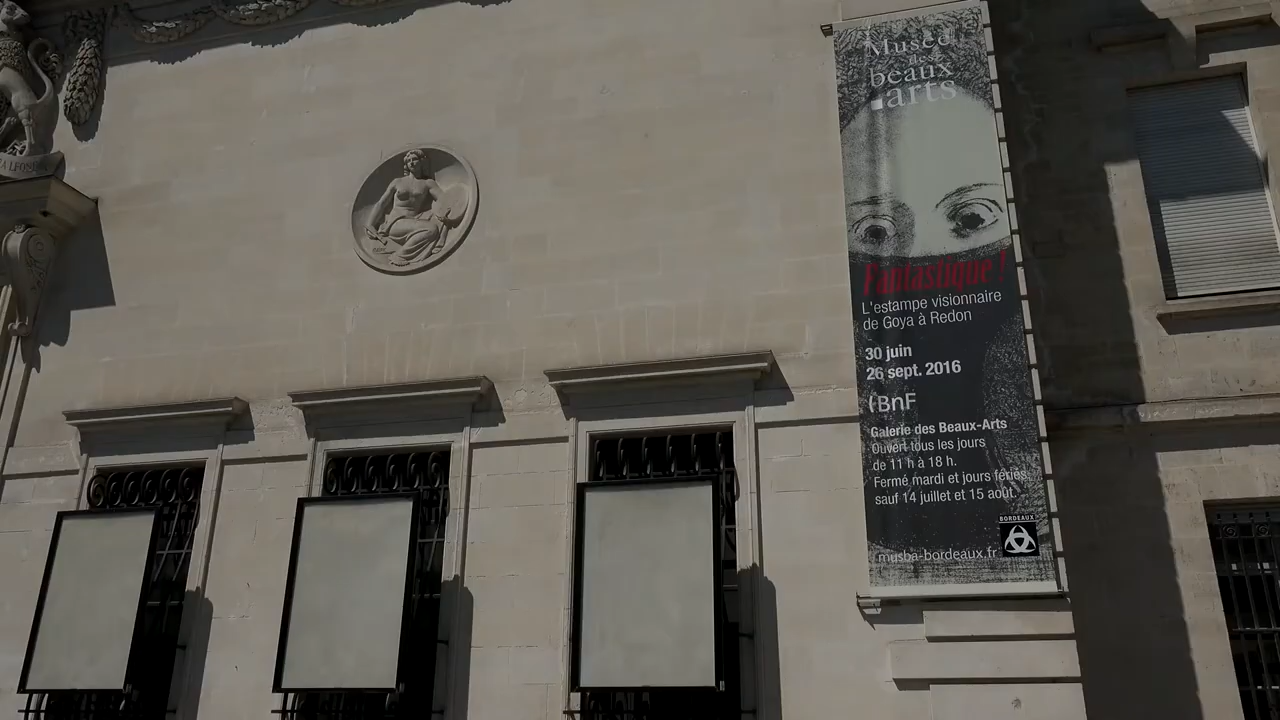 Musée
des
beaux
arts
Fantastique !
L'estampe visionnaire
de Goya à Redon
30 juin
26 sept. 2016
BnF
Galerie des Beaux-Arts
Ouvert tous les jours
de 11 h à 18 h.
Fermé mardi et jours fériés,
sauf 14 juillet et 15 août.
BORDEAUX
musba-bordeaux.fr